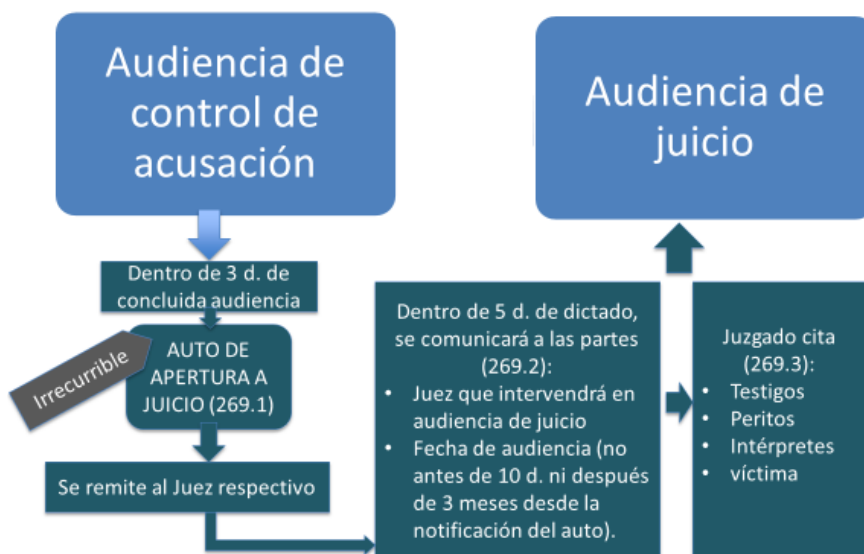 Audiencia de
control de
acusación
Dentro de 3 d. de
concluida audiencia
Irrecurrible
AUTO DE
APERTURA A
JUICIO (269.1)
Se remite al Juez respectivo
Dentro de 5 d. de dictado,
se comunicará a las partes
(269.2):
• Juez que intervendrá en
audiencia de juicio
• Fecha de audiencia (no
antes de 10 d. ni después
de 3 meses desde la
notificación del auto).
Juzgado cita
(269.3):
• Testigos
• Peritos
• Intérpretes
• víctima
Audiencia de
juicio